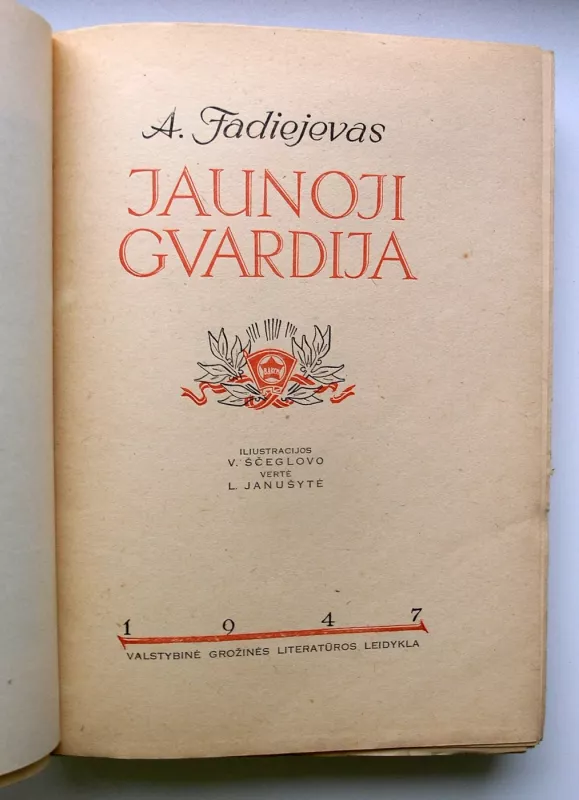 A. Fadiejevas
JAUNOJI
GVARDIJA
ILIUSTRACIJOS
V. ŠČEGLOVO
VERTĖ
L. JANUŠYTĖ
1 9 4 7
VALSTYBINĖ GROŽINĖS LITERATŪROS LEIDYKLA